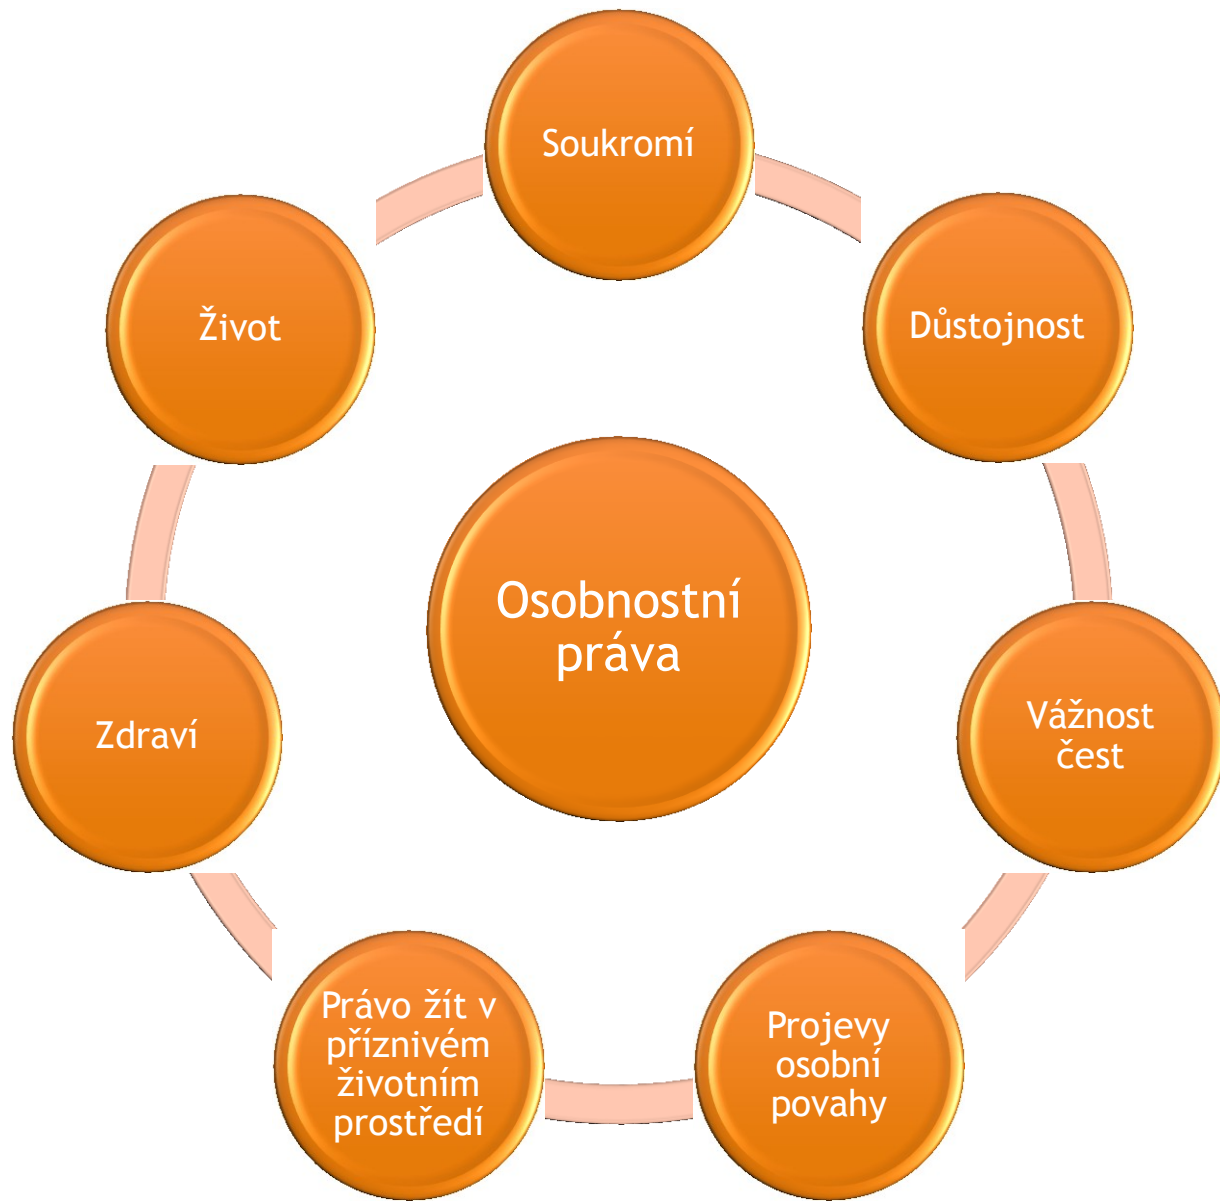 Soukromí
Důstojnost
Vážnost
čest
Projevy
osobní
povahy
Právo žít v
příznivém
životním
prostředí
Zdraví
Život
Osobnostní
práva